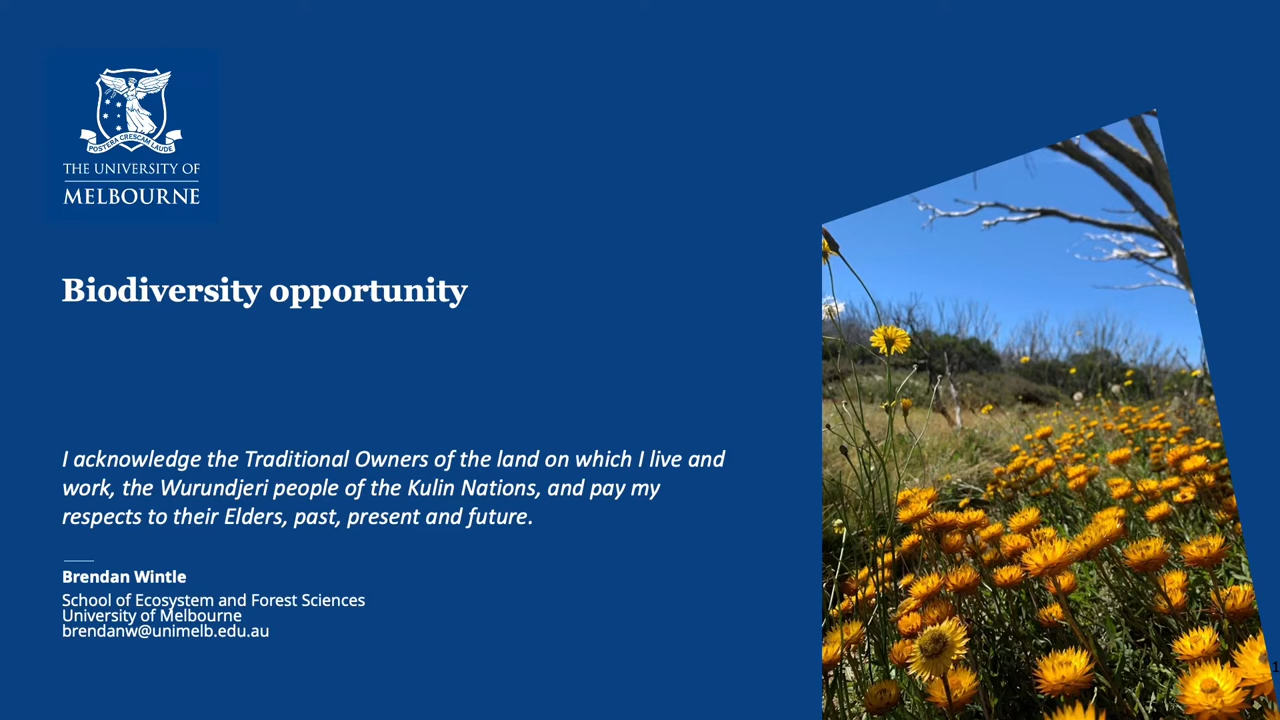 POSTERA CRESCAM LAUDE
THE UNIVERSITY OF
MELBOURNE
Biodiversity opportunity
I acknowledge the Traditional Owners of the land on which I live and
work, the Wurundjeri people of the Kulin Nations, and pay my
respects to their Elders, past, present and future.
Brendan Wintle
School of Ecosystem and Forest Sciences
University of Melbourne
brendanw@unimelb.edu.au
1